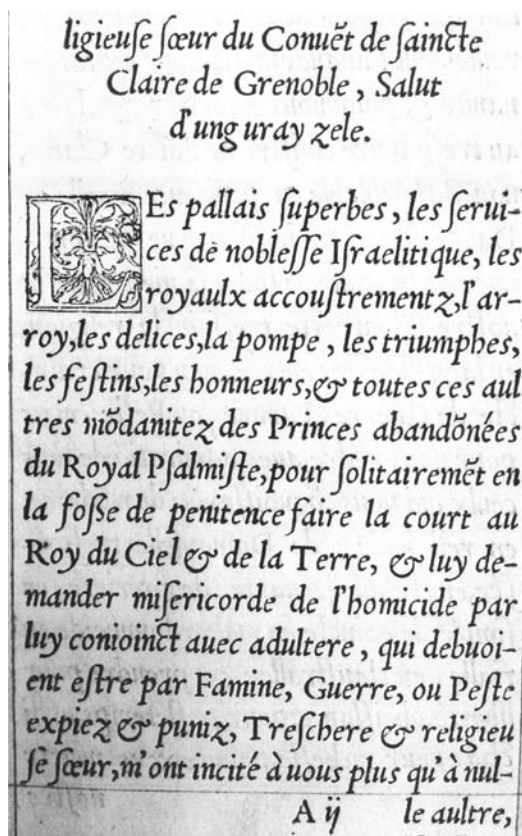 ligieuſe ſœur du Conuēt de ſaincte
Claire de Grenoble, Salut
d'ung uray zele.
LEs pallais ſuperbes, les ſerui-
ces de nobleſſe Iſraelitique, les
royaulx accouſtrementz, l'ar-
roy, les delices, la pompe, les triumphes,
les feſtins, les honneurs, & toutes ces aul
tres mōdanitez des Princes abandōnées
du Royal Pſalmiſte, pour ſolitairemēt en
la foſſe de penitence faire la court au
Roy du Ciel & de la Terre, & luy de-
mander miſericorde de l'homicide par
luy conioinct auec adultere, qui debuoi-
ent eſtre par Famine, Guerre, ou Peſte
expiez & puniz, Treſchere & religieu
ſe ſœur, m'ont incité à uous plus qu'à nul-
A ij le aultre,